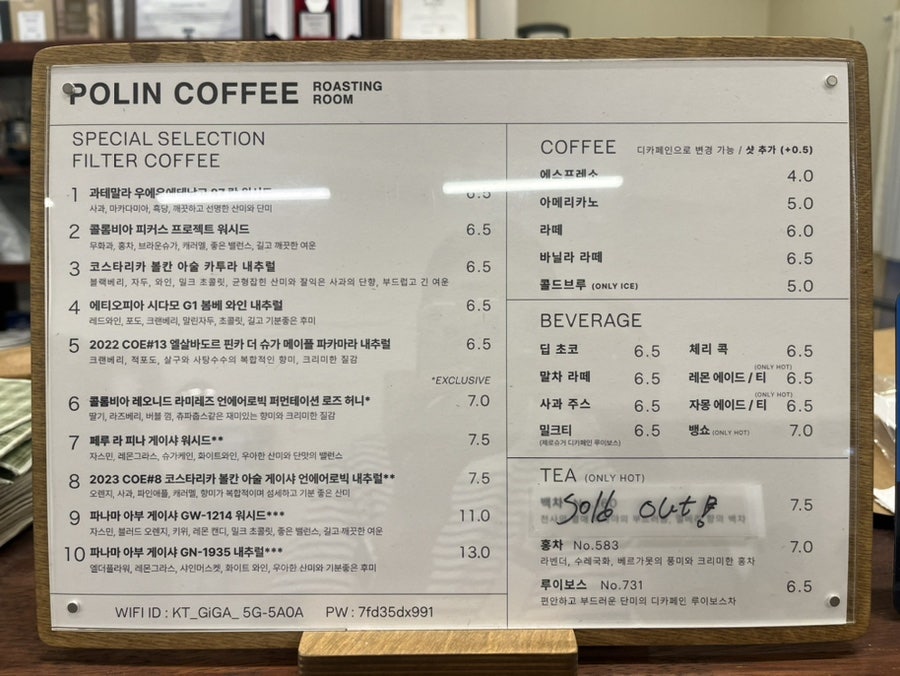 POLIN COFFEE ROASTING ROOM
SPECIAL SELECTION
FILTER COFFEE
1 과테말라 6.5
사과, 마카다미아, 흑당, 깨끗하고 선명한 산미와 단미
2 콜롬비아 피커스 프로젝트 워시드 6.5
무화과, 홍차, 브라운슈가, 캐러멜, 좋은 밸런스, 길고 깨끗한 여운
3 코스타리카 볼칸 아술 카투라 내추럴 6.5
블랙베리, 자두, 와인, 밀크 초콜릿, 균형잡힌 산미와 잘익은 사과의 단향, 부드럽고 긴 여운
4 에티오피아 시다모 G1 봄베 와인 내추럴 6.5
레드와인, 포도, 크랜베리, 말린자두, 초콜릿, 길고 기분좋은 후미
5 2022 COE#13 엘살바도르 핀카 더 슈가 메이플 파카마라 내추럴 6.5
크랜베리, 적포도, 살구와 사탕수수의 복합적인 향미, 크리미한 질감
*EXCLUSIVE
6 콜롬비아 레오니드 라미레즈 언에어로빅 퍼먼테이션 로즈 허니* 7.0
딸기, 라즈베리, 버블 껌, 츄파춥스같은 재미있는 향미와 크리미한 질감
7 페루 라 피나 게이샤 워시드** 7.5
자스민, 레몬그라스, 슈가케인, 화이트와인, 우아한 산미와 단맛의 밸런스
8 2023 COE#8 코스타리카 볼칸 아술 게이샤 언에어로빅 내추럴** 7.5
오렌지, 사과, 파인애플, 캐러멜, 향미가 복합적이며 섬세하고 기분 좋은 산미
9 파나마 아부 게이샤 GW-1214 워시드*** 11.0
자스민, 블러드 오렌지, 키위, 레몬 캔디, 밀크 초콜릿, 좋은 밸런스, 길고 깨끗한 여운
10 파나마 아부 게이샤 GN-1935 내추럴*** 13.0
엘더플라워, 레몬그라스, 샤인머스켓, 화이트 와인, 우아한 산미와 기분좋은 후미
WIFI ID : KT_GiGA_ 5G-5A0A PW : 7fd35dx991
COFFEE 디카페인으로 변경 가능 / 샷 추가 (+0.5)
에스프레소 4.0
아메리카노 5.0
라떼 6.0
바닐라 라떼 6.5
콜드브루 (ONLY ICE) 5.0
BEVERAGE
딥 초코 6.5 체리 콕 6.5
말차 라떼 6.5 레몬 에이드 / 티 (ONLY HOT) 6.5
사과 주스 6.5 자몽 에이드 / 티 (ONLY HOT) 6.5
밀크티 6.5 뱅쇼 (ONLY HOT) 7.0
(제로슈거 디카페인 루이보스)
TEA (ONLY HOT)
백차 Sold out! 7.5
홍차 No.583 7.0
라벤더, 수레국화, 베르가못의 풍미와 크리미한 홍차
루이보스 No.731 6.5
편안하고 부드러운 단미의 디카페인 루이보스차